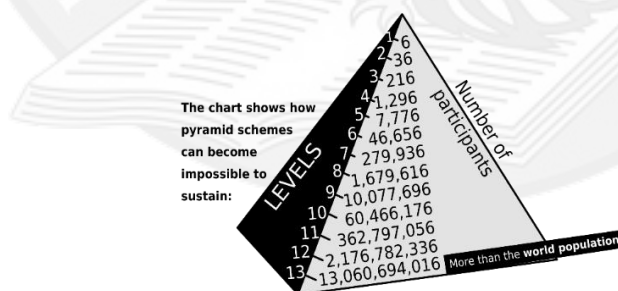 The chart shows how
pyramid schemes
can become
impossible to
sustain:
LEVELS
Number of
participants
1 6
2 36
3 216
4 1,296
5 7,776
6 46,656
7 279,936
8 1,679,616
9 10,077,696
10 60,466,176
11 362,797,056
12 2,176,782,336
13 13,060,694,016
More than the world population